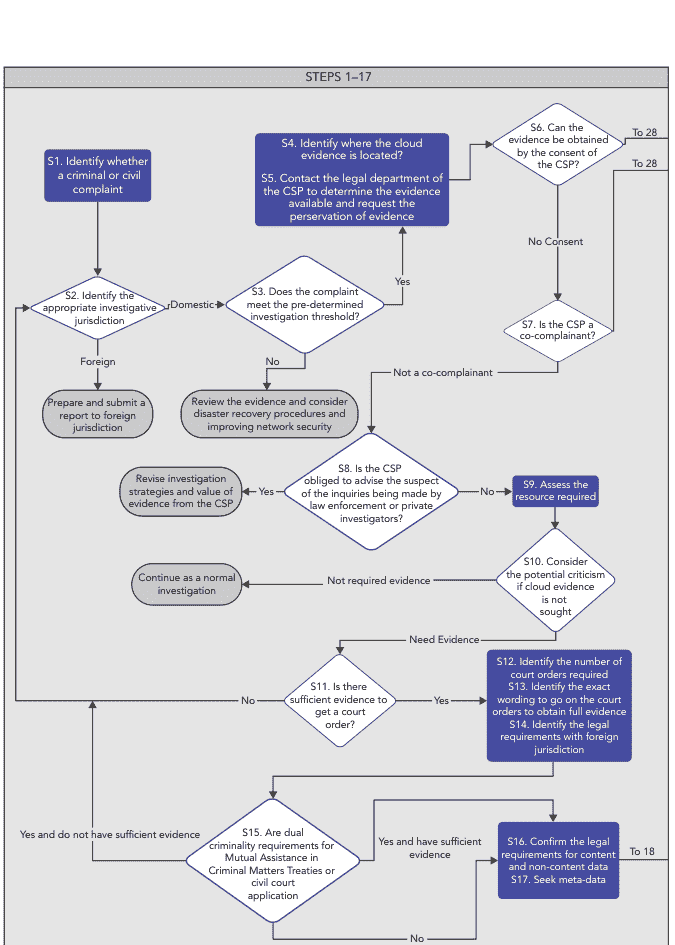 STEPS 1–17
S1. Identify whether
a criminal or civil
complaint
S4. Identify where the cloud
evidence is located?
S5. Contact the legal department of
the CSP to determine the evidence
available and request the
perservation of evidence
S6. Can the
evidence be obtained
by the consent of
the CSP?
To 28
To 28
No Consent
S2. Identify the
appropriate investigative
jurisdiction
Domestic
S3. Does the complaint
meet the pre-determined
investigation threshold?
Yes
S7. Is the CSP a
co-complainant?
Foreign
No
Not a co-complainant
Prepare and submit a
report to foreign
jurisdiction
Review the evidence and consider
disaster recovery procedures and
improving network security
S8. Is the CSP
obliged to advise the suspect
of the inquiries being made by
law enforcement or private
investigators?
Yes
Revise investigation
strategies and value of
evidence from the CSP
No
S9. Assess the
resource required
S10. Consider
the potential criticism
if cloud evidence
is not
sought
Not required evidence
Continue as a normal
investigation
Need Evidence
S11. Is there
sufficient evidence to
get a court
order?
No
Yes
S12. Identify the number of
court orders required
S13. Identify the exact
wording to go on the court
orders to obtain full evidence
S14. Identify the legal
requirements with foreign
jurisdiction
S15. Are dual
criminality requirements for
Mutual Assistance in
Criminal Matters Treaties or
civil court
application
Yes and do not have sufficient evidence
Yes and have sufficient
evidence
S16. Confirm the legal
requirements for content
and non-content data
S17. Seek meta-data
To 18
No